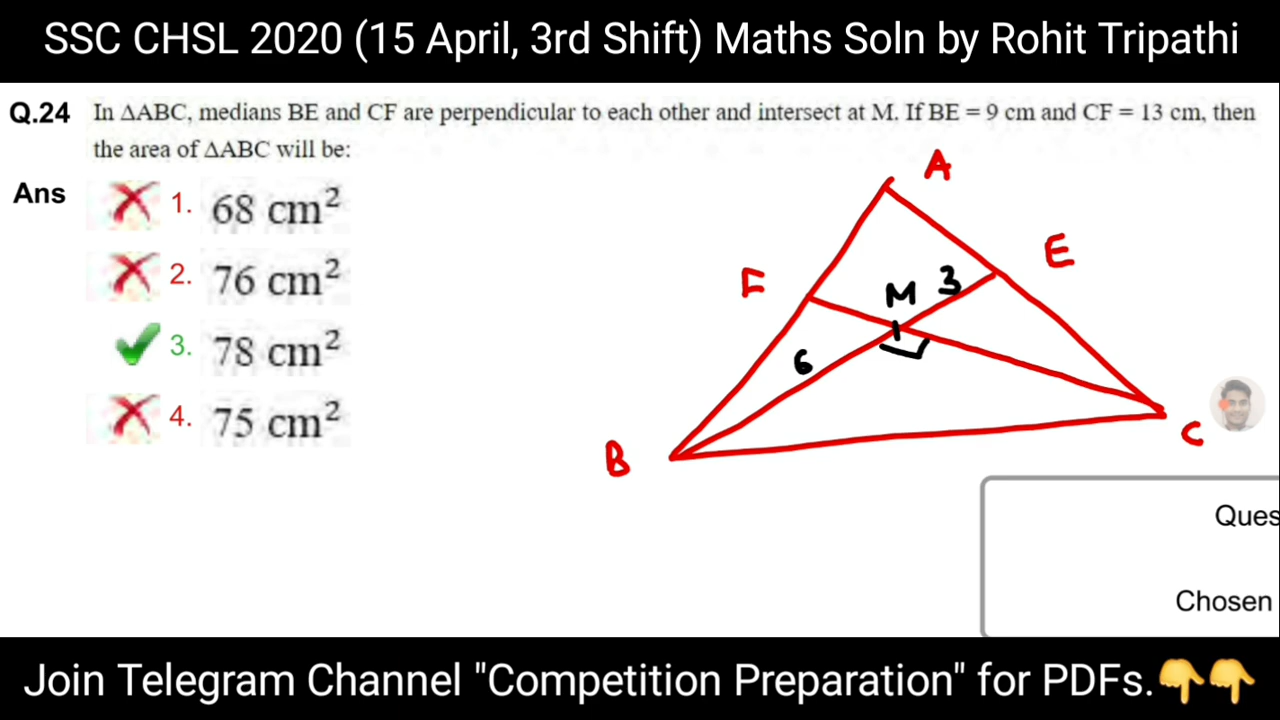 SSC CHSL 2020 (15 April, 3rd Shift) Maths Soln by Rohit Tripathi
Q.24 In ΔABC, medians BE and CF are perpendicular to each other and intersect at M. If BE = 9 cm and CF = 13 cm, then
the area of ΔABC will be:
Ans
1. 68 cm²
2. 76 cm²
3. 78 cm²
4. 75 cm²
A
E
F
M
3
6
B
C
Ques
Chosen
Join Telegram Channel "Competition Preparation" for PDFs.👇👇